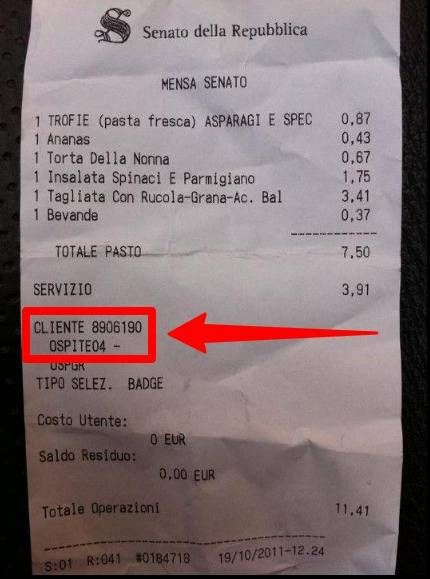 S Senato della Repubblica
MENSA SENATO
1 TROFIE (pasta fresca) ASPARAGI E SPEC 0,87
1 Ananas 0,43
1 Torta Della Nonna 0,67
1 Insalata Spinaci E Parmigiano 1,75
1 Tagliata Con Rucola-Grana-Ac. Bal 3,41
1 Bevande 0,37
TOTALE PASTO 7,50
SERVIZIO 3,91
CLIENTE 8906190
OSPITE04 -
OSPGR
TIPO SELEZ. BADGE
Costo Utente:
0 EUR
Saldo Residuo:
0,00 EUR
Totale Operazioni 11,41
S:01 R:041 #0184718 19/10/2011-12.24